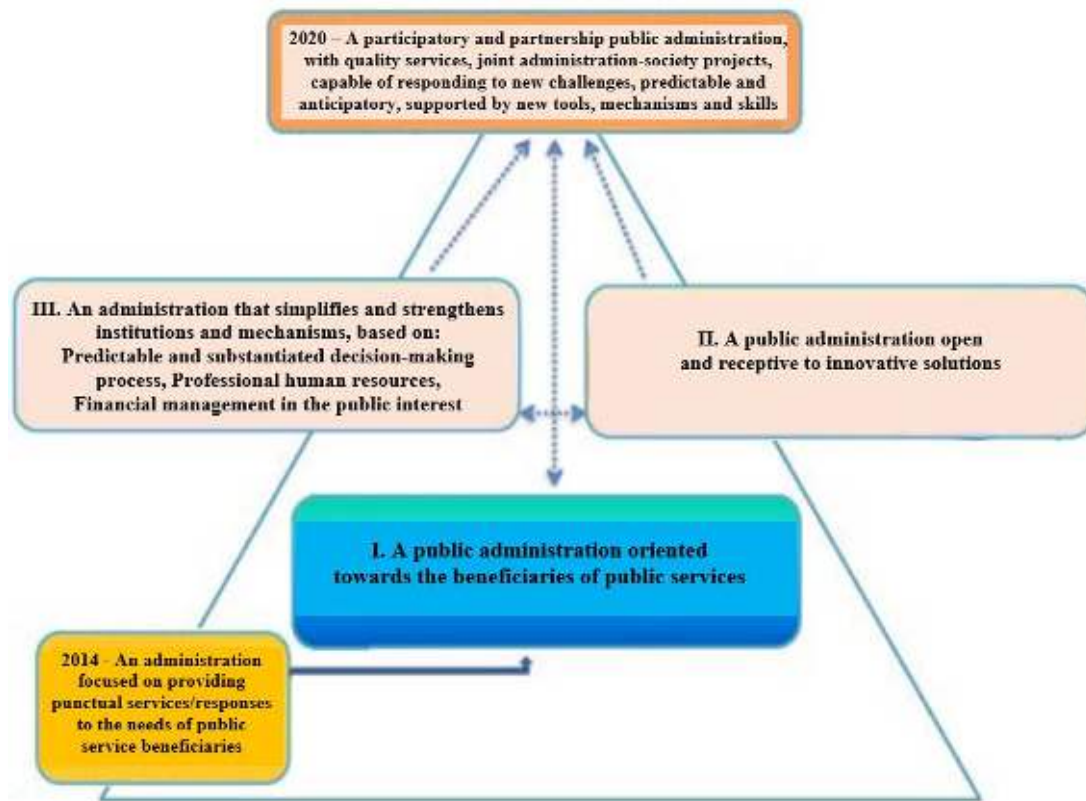 2020 – A participatory and partnership public administration,
with quality services, joint administration-society projects,
capable of responding to new challenges, predictable and
anticipatory, supported by new tools, mechanisms and skills
III. An administration that simplifies and strengthens
institutions and mechanisms, based on:
Predictable and substantiated decision-making
process, Professional human resources,
Financial management in the public interest
II. A public administration open
and receptive to innovative solutions
I. A public administration oriented
towards the beneficiaries of public services
2014 - An administration
focused on providing
punctual services/responses
to the needs of public
service beneficiaries